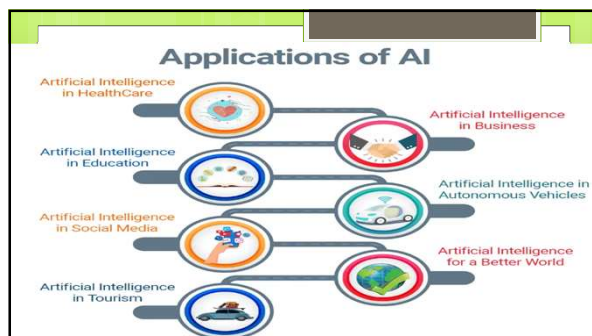 Applications of AI
Artificial Intelligence
in HealthCare
Artificial Intelligence
in Business
Artificial Intelligence
in Education
Artificial Intelligence in
Autonomous Vehicles
Artificial Intelligence
in Social Media
Artificial Intelligence
for a Better World
Artificial Intelligence
in Tourism